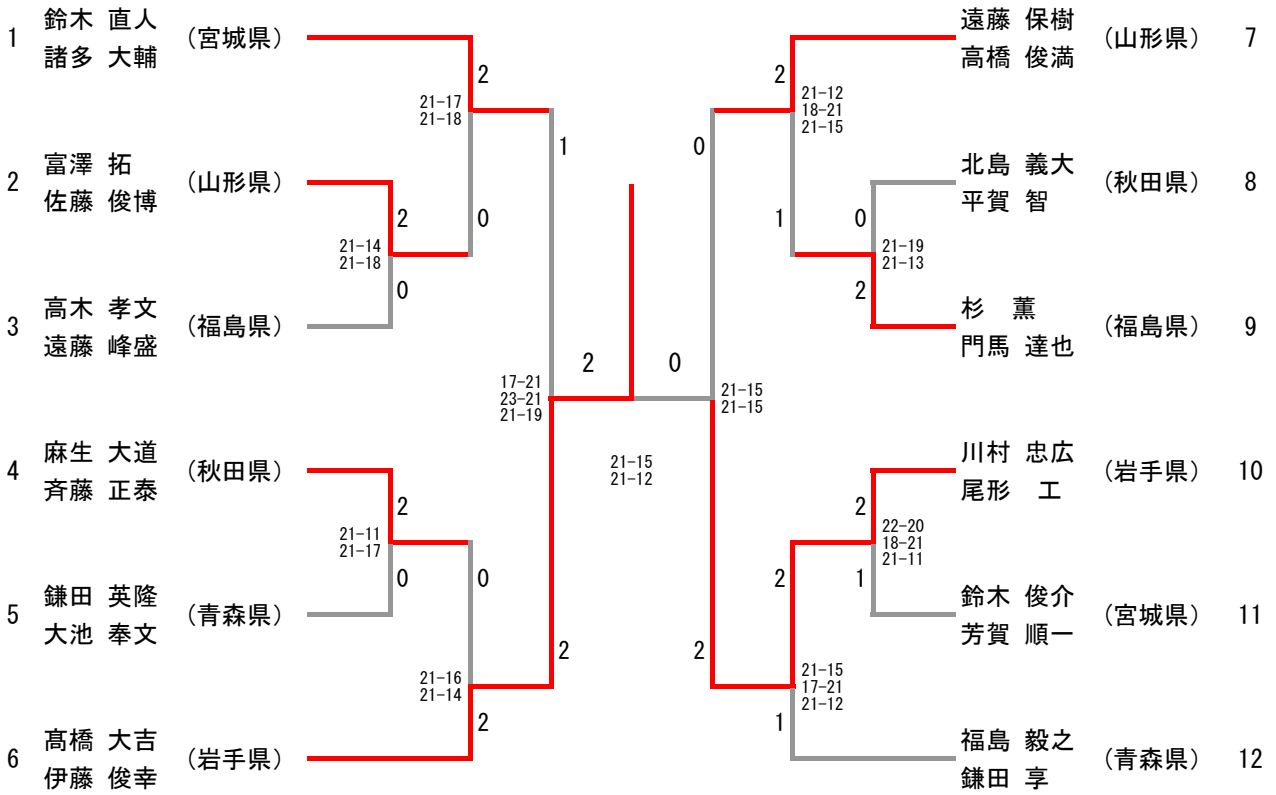 1 鈴木 直人
諸多 大輔 (宮城県)
2
21-17
21-18
2 富澤 拓
佐藤 俊博 (山形県)
2
0
21-14
21-18
0
3 高木 孝文
遠藤 峰盛 (福島県)
1
17-21
23-21
21-19
2
4 麻生 大道
斉藤 正泰 (秋田県)
2
21-11
21-17
0
0
5 鎌田 英隆
大池 奉文 (青森県)
2
21-16
21-14
2
6 髙橋 大吉
伊藤 俊幸 (岩手県)
21-15
21-12
遠藤 保樹
高橋 俊満 (山形県) 7
2
21-12
18-21
21-15
0
北島 義大
平賀 智 (秋田県) 8
1
0
21-19
21-13
2
杉 薫
門馬 達也 (福島県) 9
0
21-15
21-15
川村 忠広
尾形 工 (岩手県) 10
2
22-20
18-21
21-11
2
1
鈴木 俊介
芳賀 順一 (宮城県) 11
2
21-15
17-21
21-12
1
福島 毅之
鎌田 享 (青森県) 12